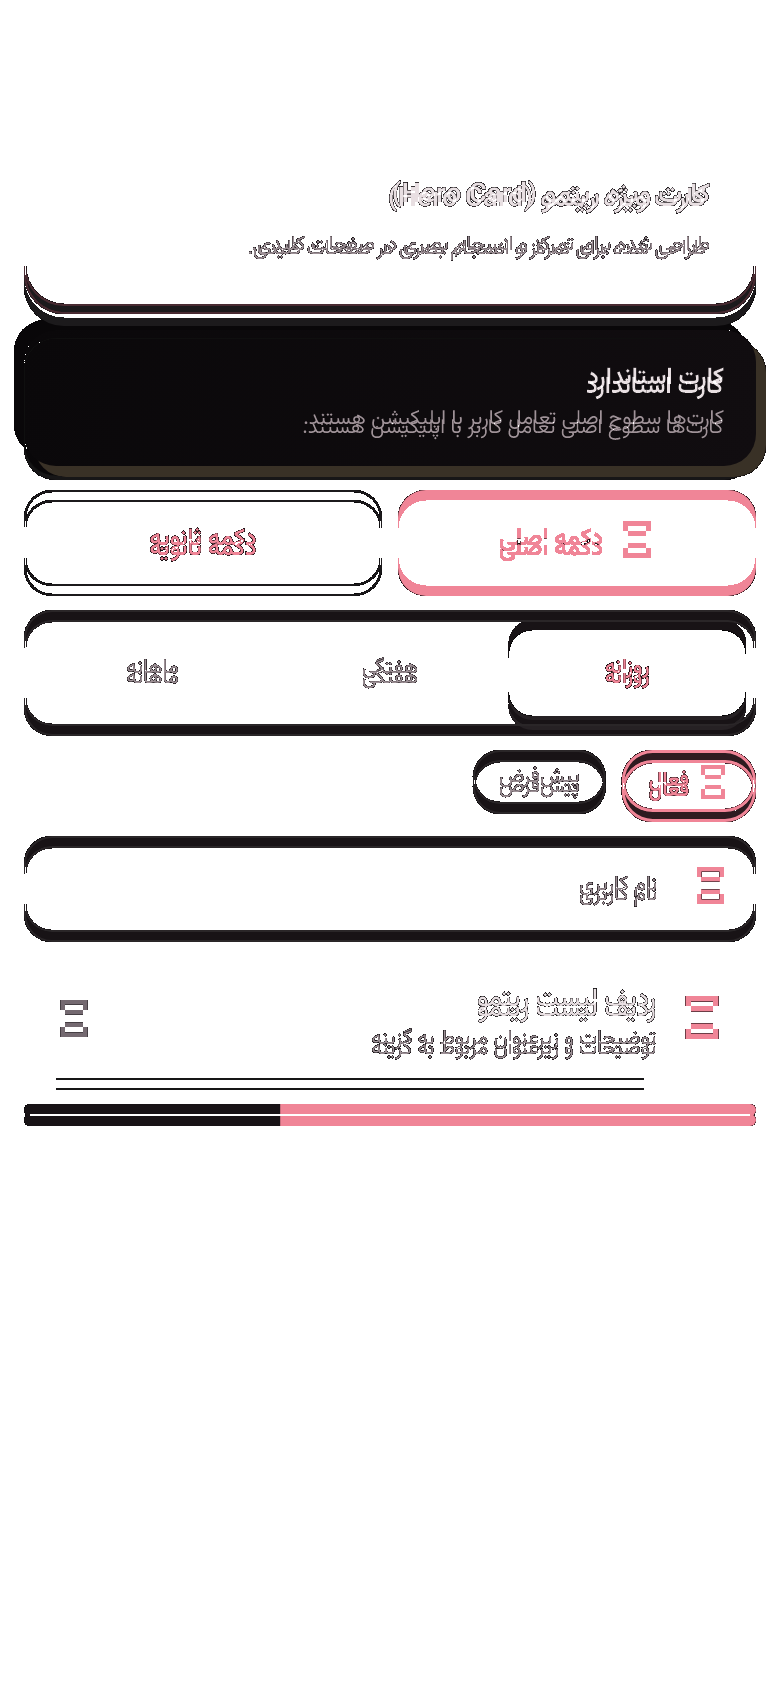 کارت ویژه ریتمو (Hero Card)
طراحی شده برای تمرکز و انسجام بصری در صفحات کلیدی.
کارت استاندارد
کارت‌ها سطوح اصلی تعامل کاربر با اپلیکیشن هستند.
دکمه اصلی
دکمه ثانویه
روزانه
هفتگی
ماهانه
فعال
پیش‌فرض
نام کاربری
ردیف لیست ریتمو
توضیحات و زیرعنوان مربوط به گزینه